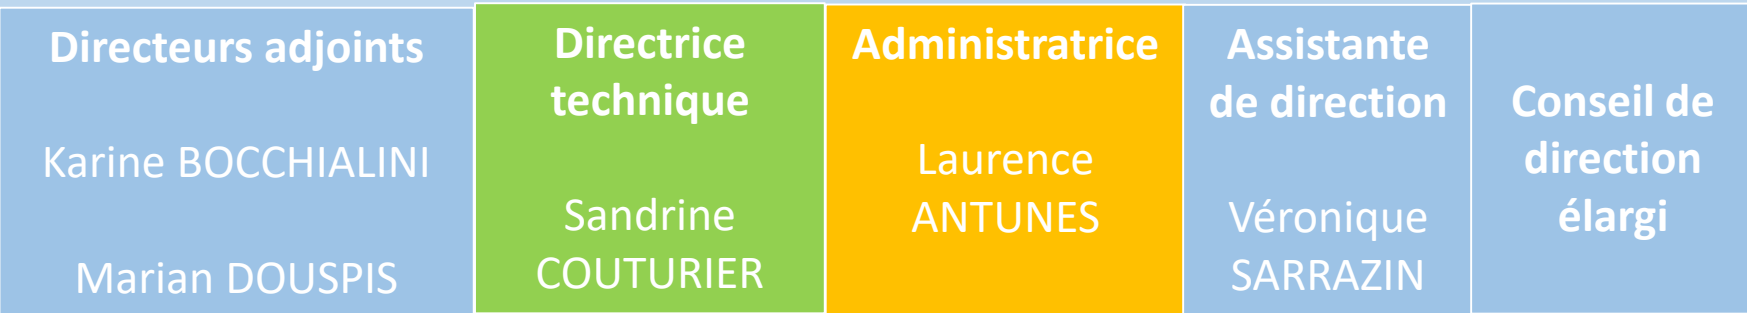 Directeurs adjoints
Karine BOCCHIALINI
Marian DOUSPIS
Directrice
technique
Sandrine
COUTURIER
Administratrice
Laurence
ANTUNES
Assistante
de direction
Véronique
SARRAZIN
Conseil de
direction
élargi